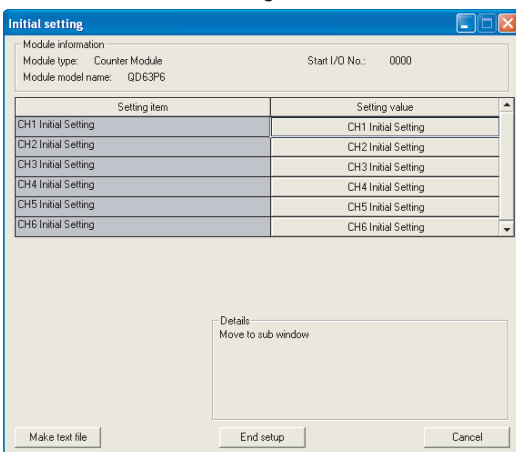 Initial setting
Module information
Module type: Counter Module Start I/O No.: 0000
Module model name: QD63P6
Setting item Setting value
CH1 Initial Setting CH1 Initial Setting
CH2 Initial Setting CH2 Initial Setting
CH3 Initial Setting CH3 Initial Setting
CH4 Initial Setting CH4 Initial Setting
CH5 Initial Setting CH5 Initial Setting
CH6 Initial Setting CH6 Initial Setting
Details
Move to sub window
Make text file End setup Cancel